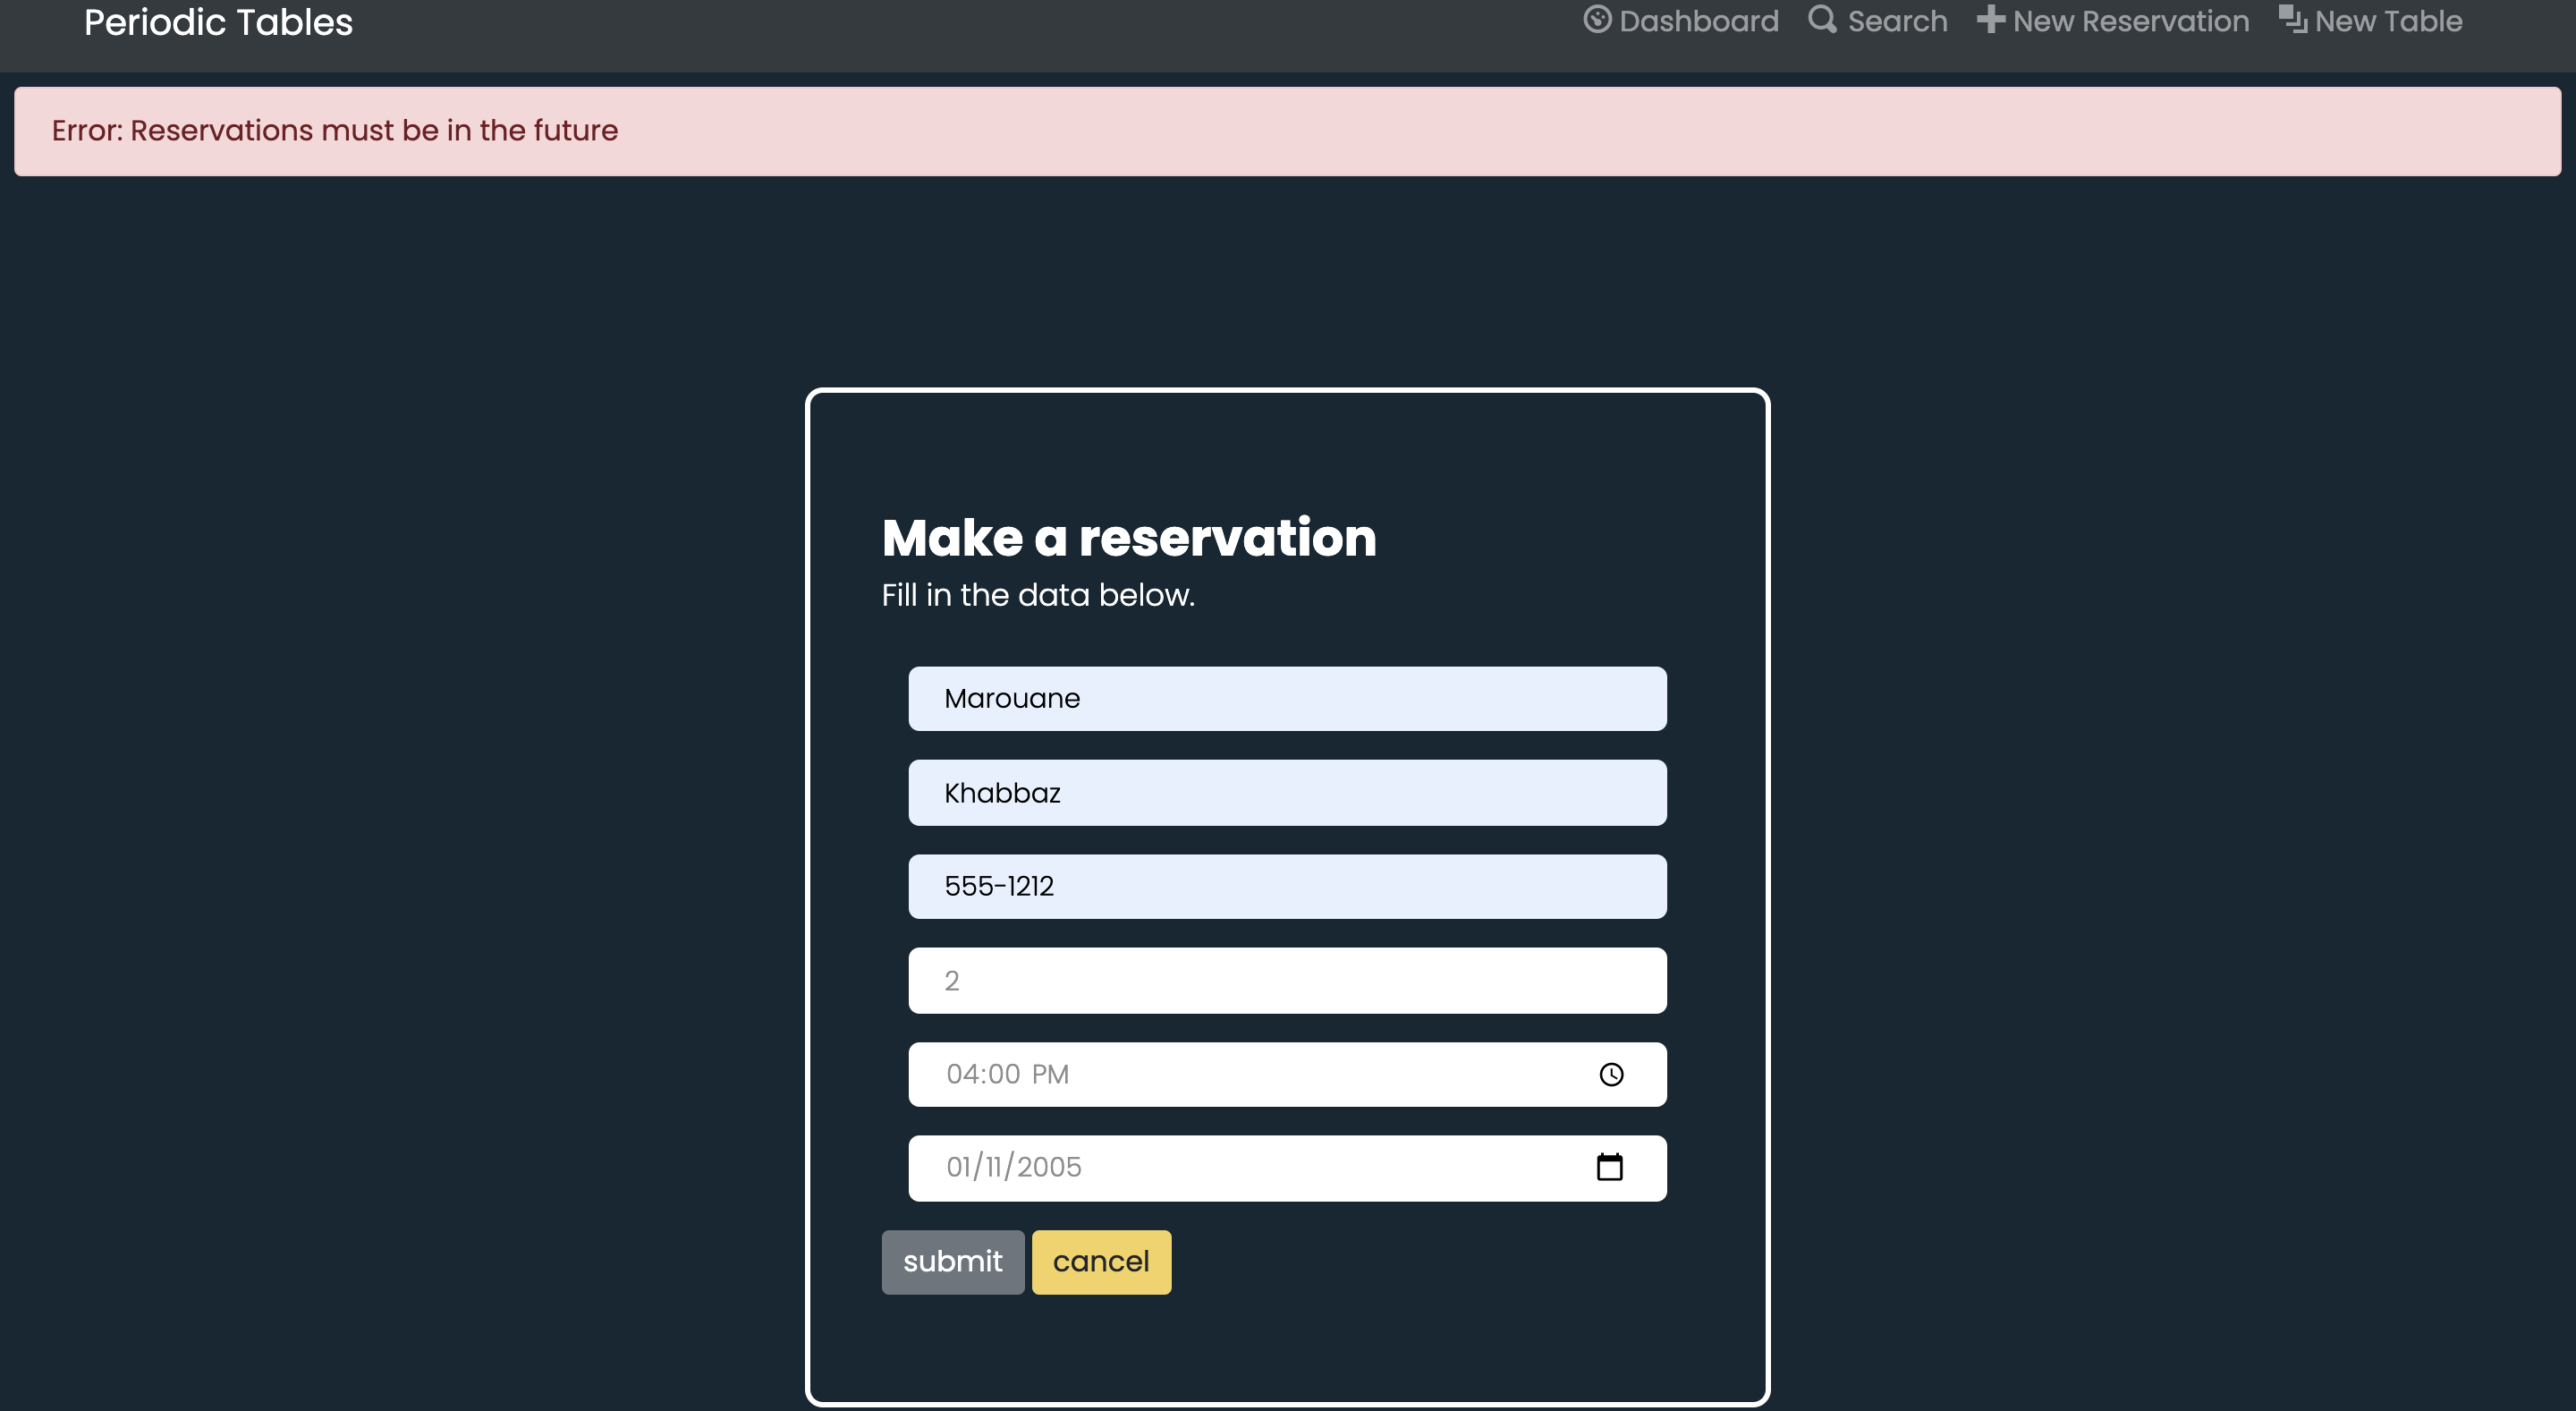 Periodic Tables Dashboard Search New Reservation New Table
Error: Reservations must be in the future
Make a reservation
Fill in the data below.
Marouane
Khabbaz
555-1212
2
04:00 PM
01/11/2005
submit cancel